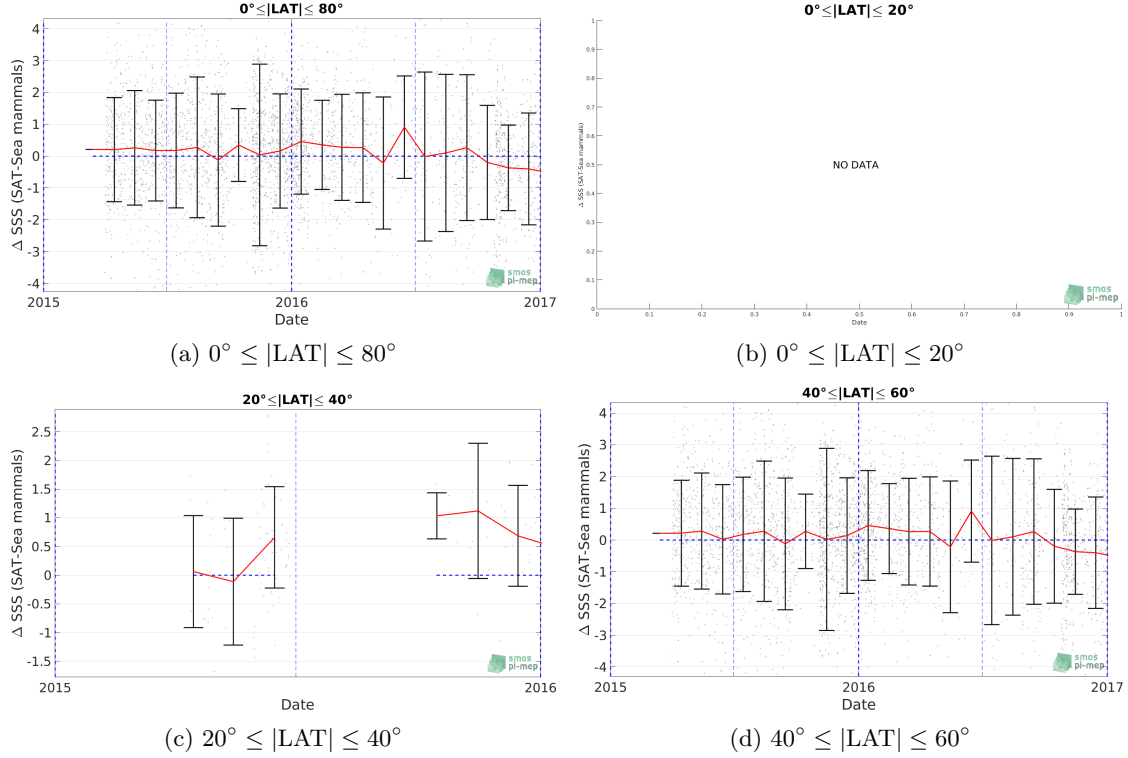 0°≤|LAT|≤ 80°
4
3
2
1
0
-1
-2
-3
-4
Δ SSS (SAT-Sea mammals)
2015
2016
2017
Date
smos
pi-mep
(a) 0° ≤ |LAT| ≤ 80°
0°≤|LAT|≤ 20°
1
0.9
0.8
0.7
0.6
0.5
0.4
0.3
0.2
0.1
0
Δ SSS (SAT-Sea mammals)
NO DATA
0
0.1
0.2
0.3
0.4
0.5
0.6
0.7
0.8
0.9
1
Date
smos
pi-mep
(b) 0° ≤ |LAT| ≤ 20°
20°≤|LAT|≤ 40°
2.5
2
1.5
1
0.5
0
-0.5
-1
-1.5
Δ SSS (SAT-Sea mammals)
2015
2016
Date
smos
pi-mep
(c) 20° ≤ |LAT| ≤ 40°
40°≤|LAT|≤ 60°
4
3
2
1
0
-1
-2
-3
-4
Δ SSS (SAT-Sea mammals)
2015
2016
2017
Date
smos
pi-mep
(d) 40° ≤ |LAT| ≤ 60°